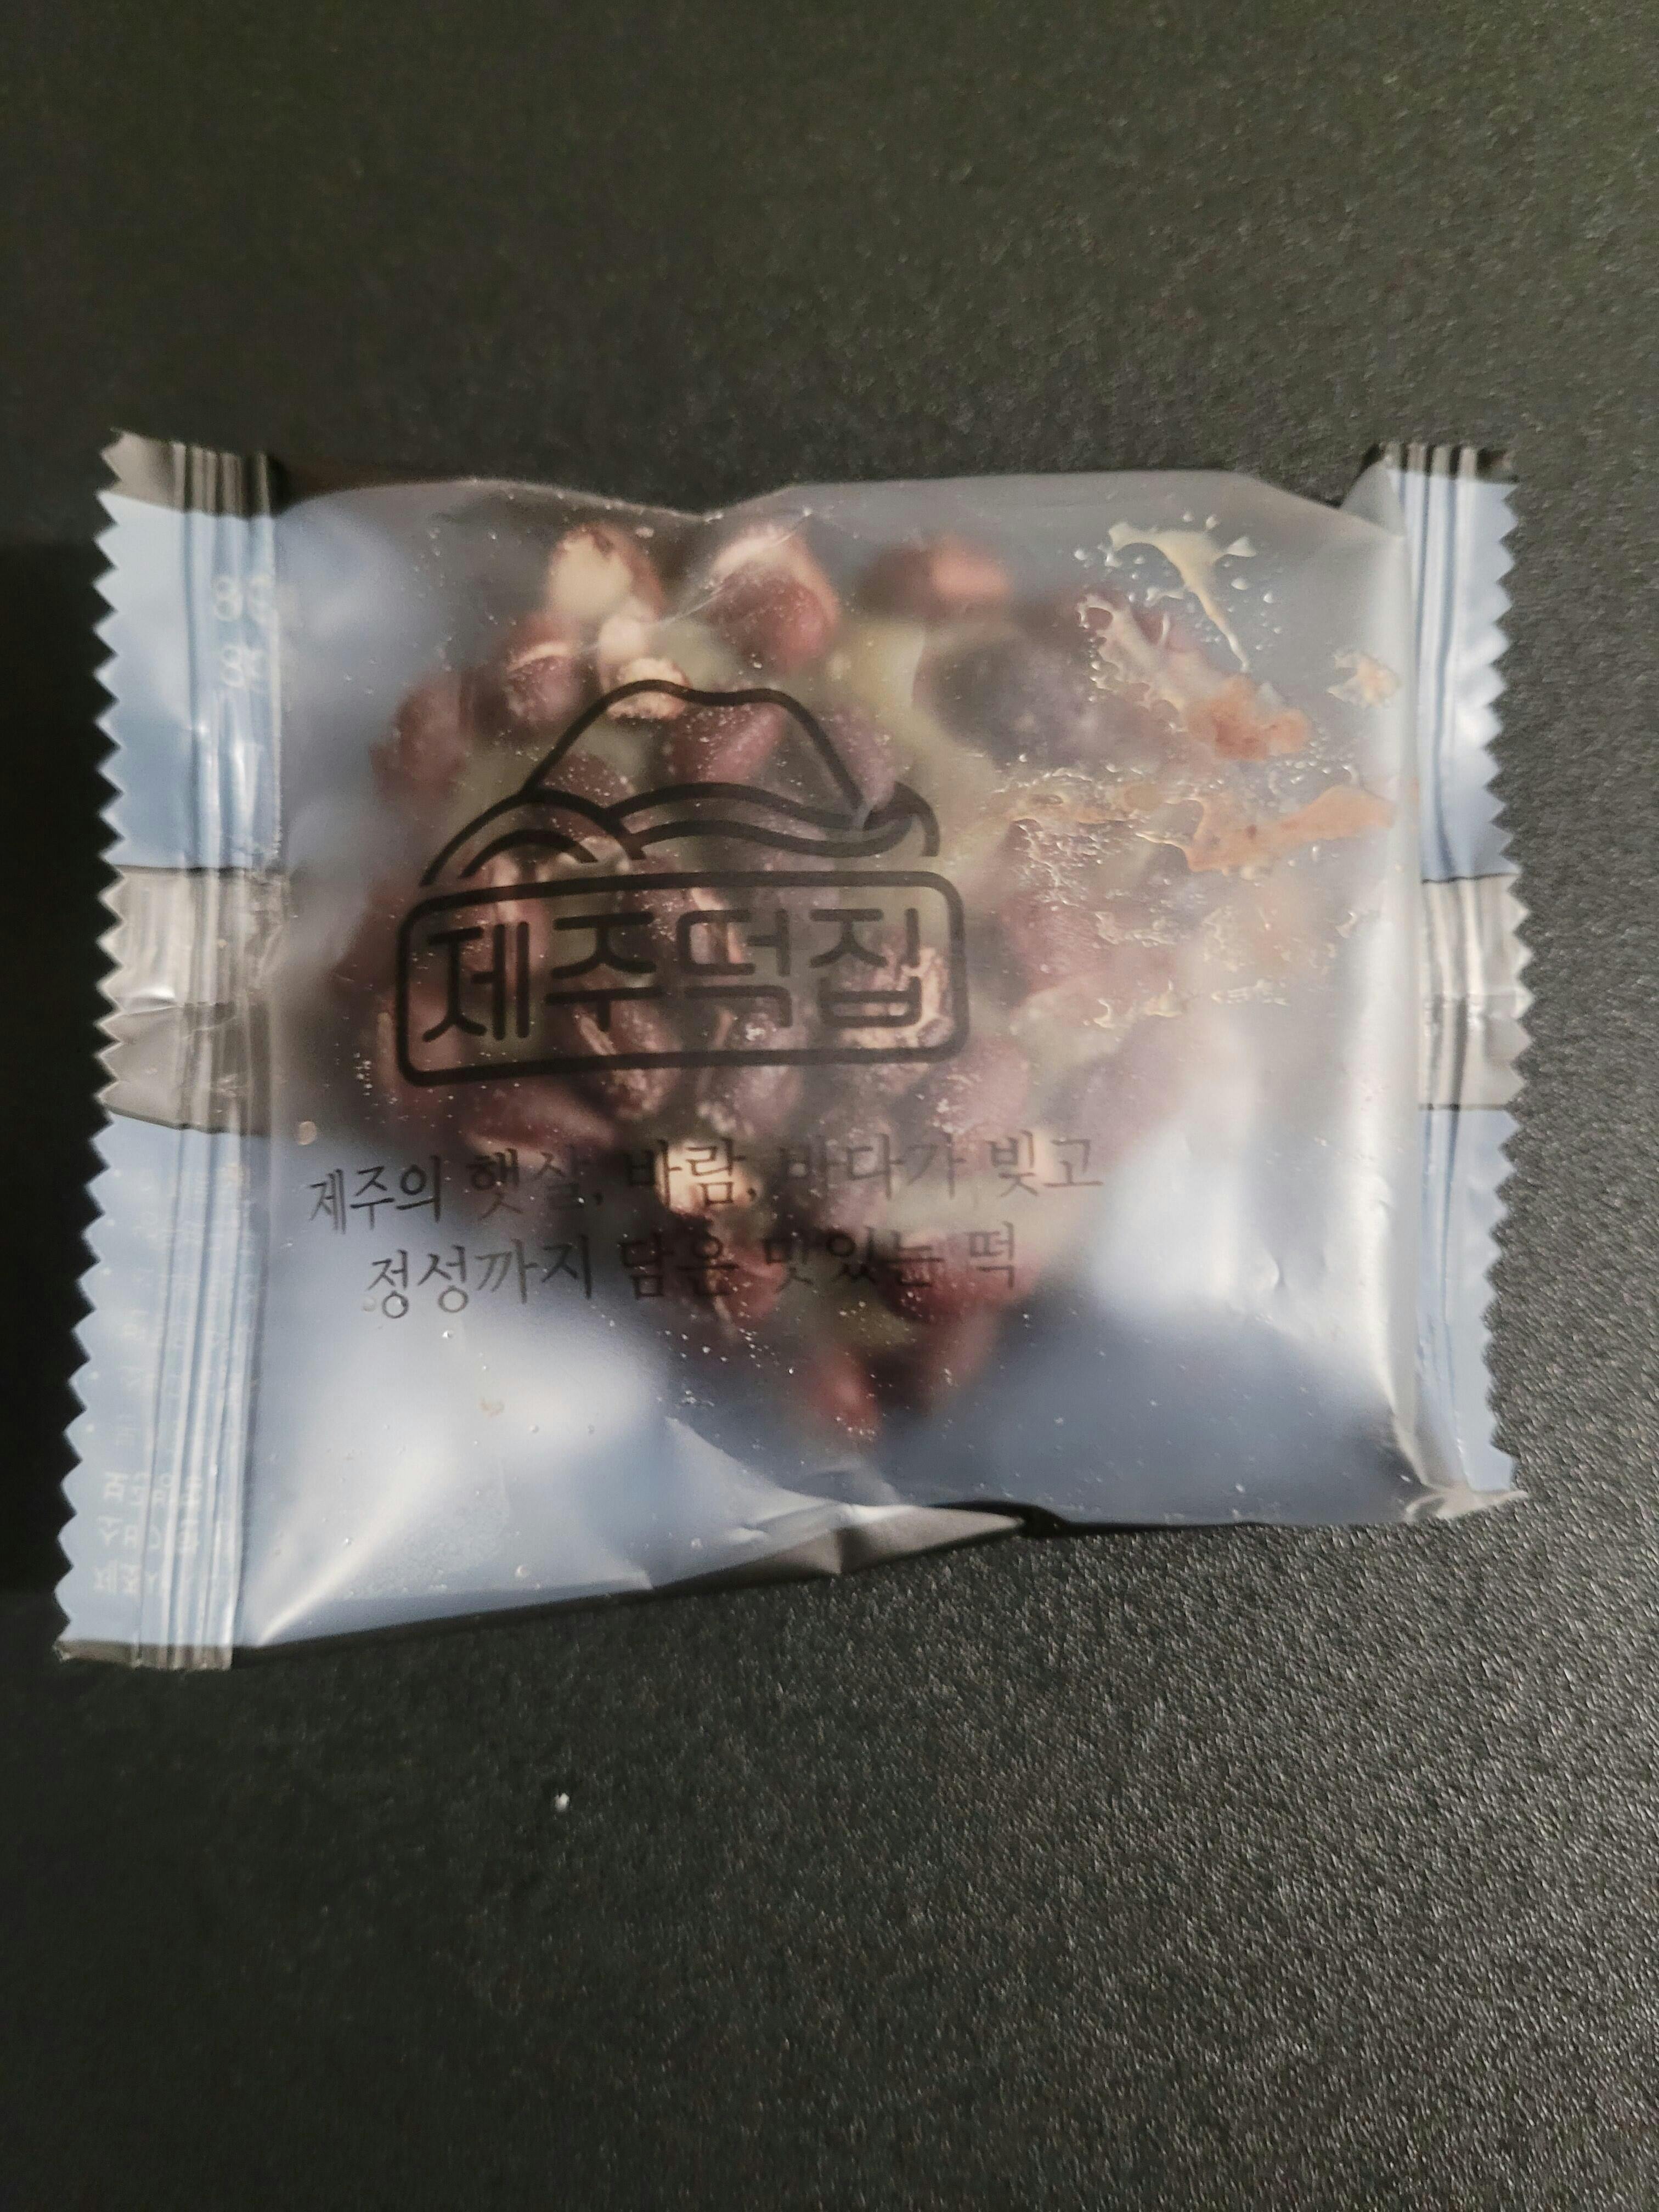 제주떡집
제주의 햇살, 바람, 바다가 빚고
정성까지 담은 맛있는 떡